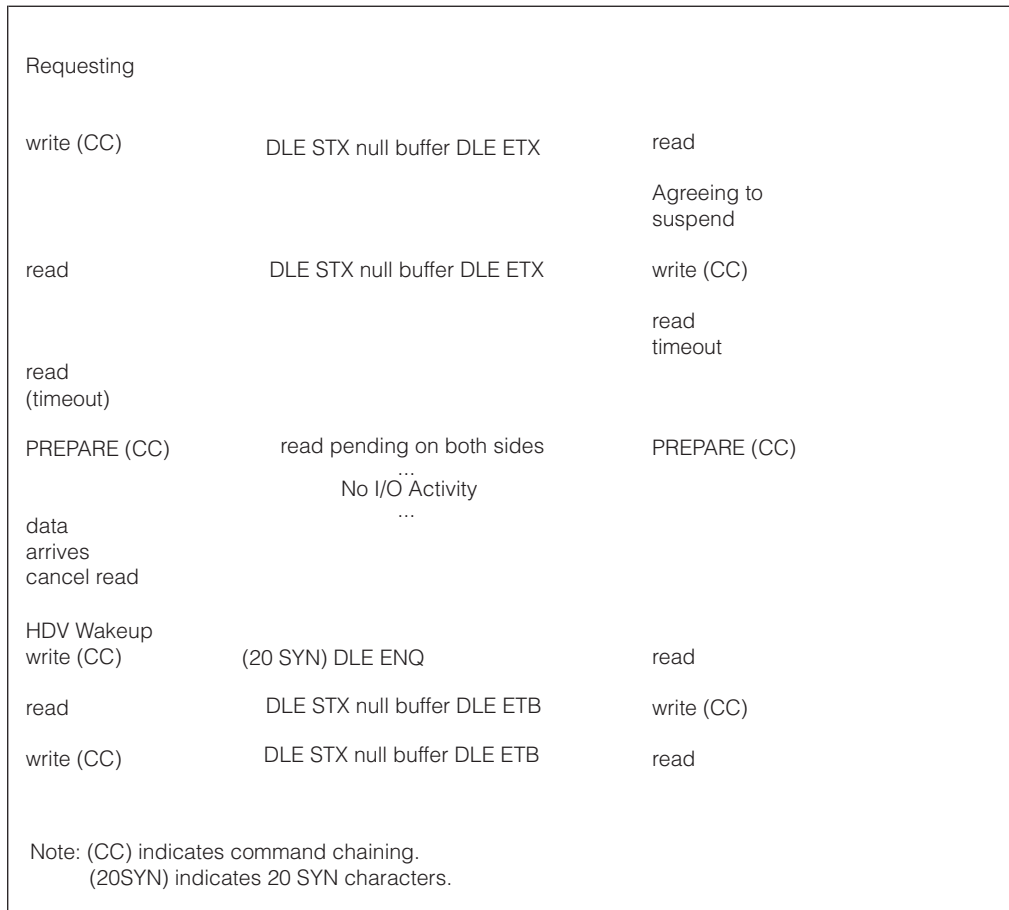 Requesting
write (CC) DLE STX null buffer DLE ETX read
Agreeing to
suspend
read DLE STX null buffer DLE ETX write (CC)
read
timeout
read
(timeout)
PREPARE (CC) read pending on both sides PREPARE (CC)
...
No I/O Activity
...
data
arrives
cancel read
HDV Wakeup
write (CC) (20 SYN) DLE ENQ read
read DLE STX null buffer DLE ETB write (CC)
write (CC) DLE STX null buffer DLE ETB read
Note: (CC) indicates command chaining.
(20SYN) indicates 20 SYN characters.